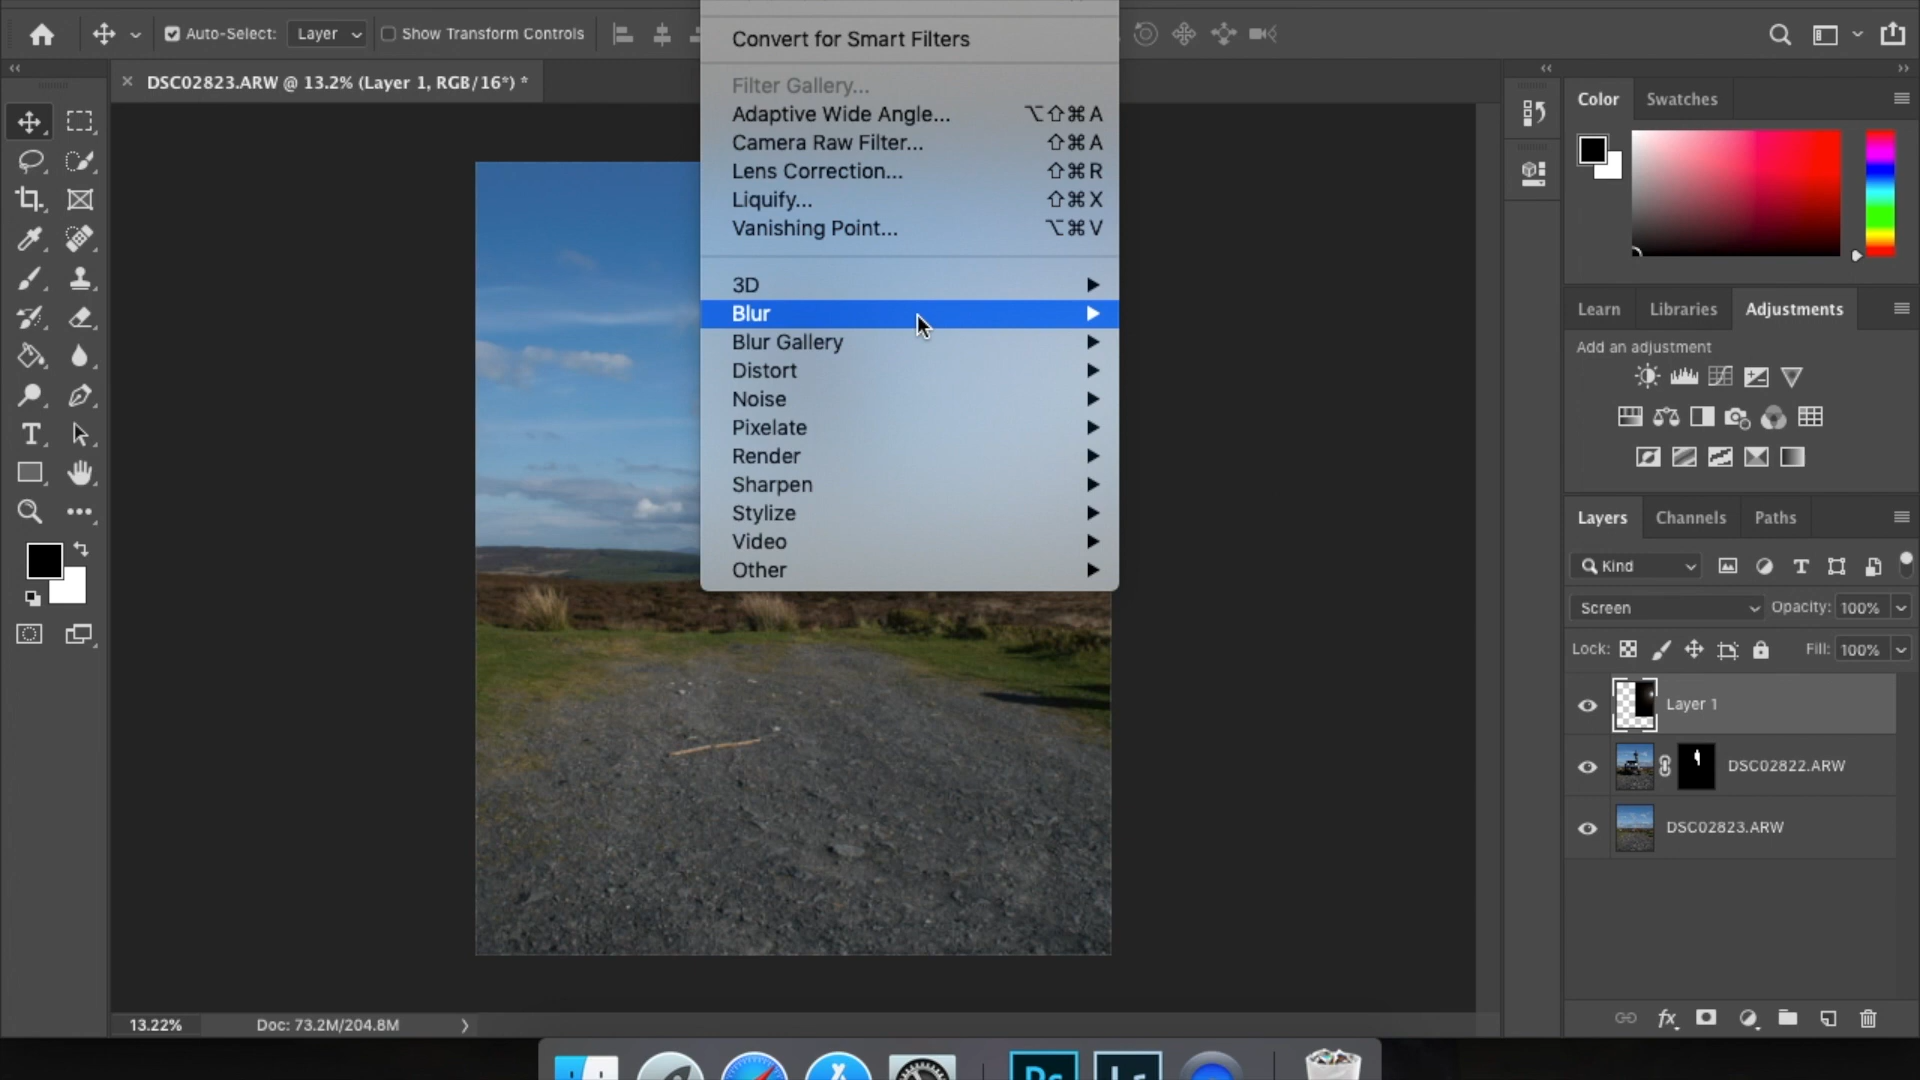 Auto-Select: Layer Show Transform Controls
DSC02823.ARW @ 13.2% (Layer 1, RGB/16*) *
Convert for Smart Filters
Filter Gallery...
Adaptive Wide Angle... ⌥⇧⌘A
Camera Raw Filter... ⇧⌘A
Lens Correction... ⇧⌘R
Liquify... ⇧⌘X
Vanishing Point... ⌥⌘V
3D
Blur
Blur Gallery
Distort
Noise
Pixelate
Render
Sharpen
Stylize
Video
Other
Color Swatches
Learn Libraries Adjustments
Add an adjustment
Layers Channels Paths
Kind
Screen Opacity: 100%
Lock: Fill: 100%
Layer 1
DSC02822.ARW
DSC02823.ARW
13.22% Doc: 73.2M/204.8M
Ps Lr